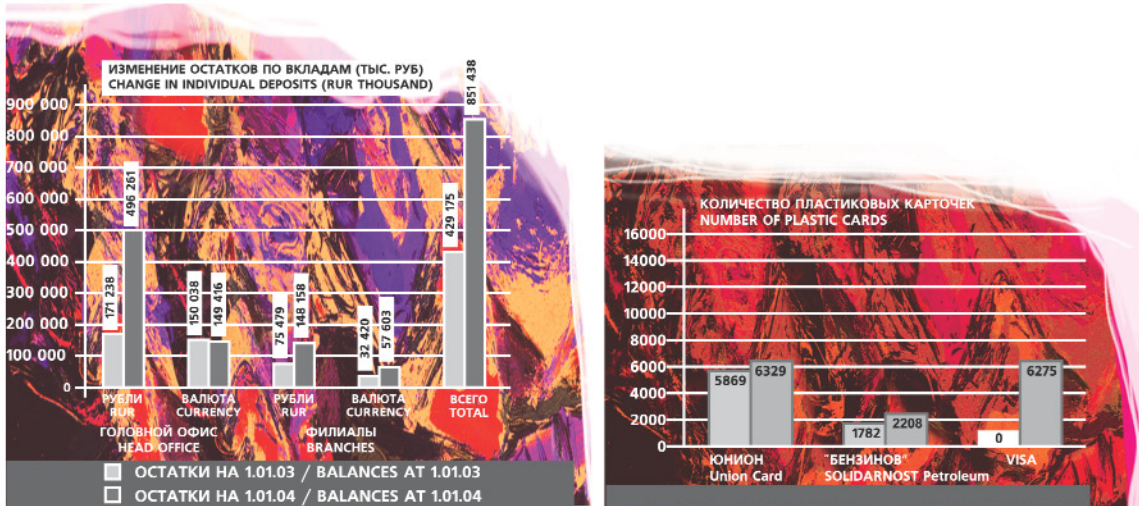 ИЗМЕНЕНИЕ ОСТАТКОВ ПО ВКЛАДАМ (ТЫС. РУБ)
CHANGE IN INDIVIDUAL DEPOSITS (RUR THOUSAND)
900 000
800 000
700 000
600 000
500 000
400 000
300 000
200 000
100 000
0
171 238
496 261
150 038
149 416
75 479
148 158
32 420
57 603
429 175
851 438
РУБЛИ
RUR
ВАЛЮТА
CURRENCY
РУБЛИ
RUR
ВАЛЮТА
CURRENCY
ВСЕГО
TOTAL
ГОЛОВНОЙ ОФИС
HEAD OFFICE
ФИЛИАЛЫ
BRANCHES
ОСТАТКИ НА 1.01.03 / BALANCES AT 1.01.03
ОСТАТКИ НА 1.01.04 / BALANCES AT 1.01.04
КОЛИЧЕСТВО ПЛАСТИКОВЫХ КАРТОЧЕК
NUMBER OF PLASTIC CARDS
16000
14000
12000
10000
8000
6000
4000
2000
0
5869
6329
1782
2208
0
6275
ЮНИОН
Union Card
"БЕНЗИНОВ"
SOLIDARNOST Petroleum
VISA